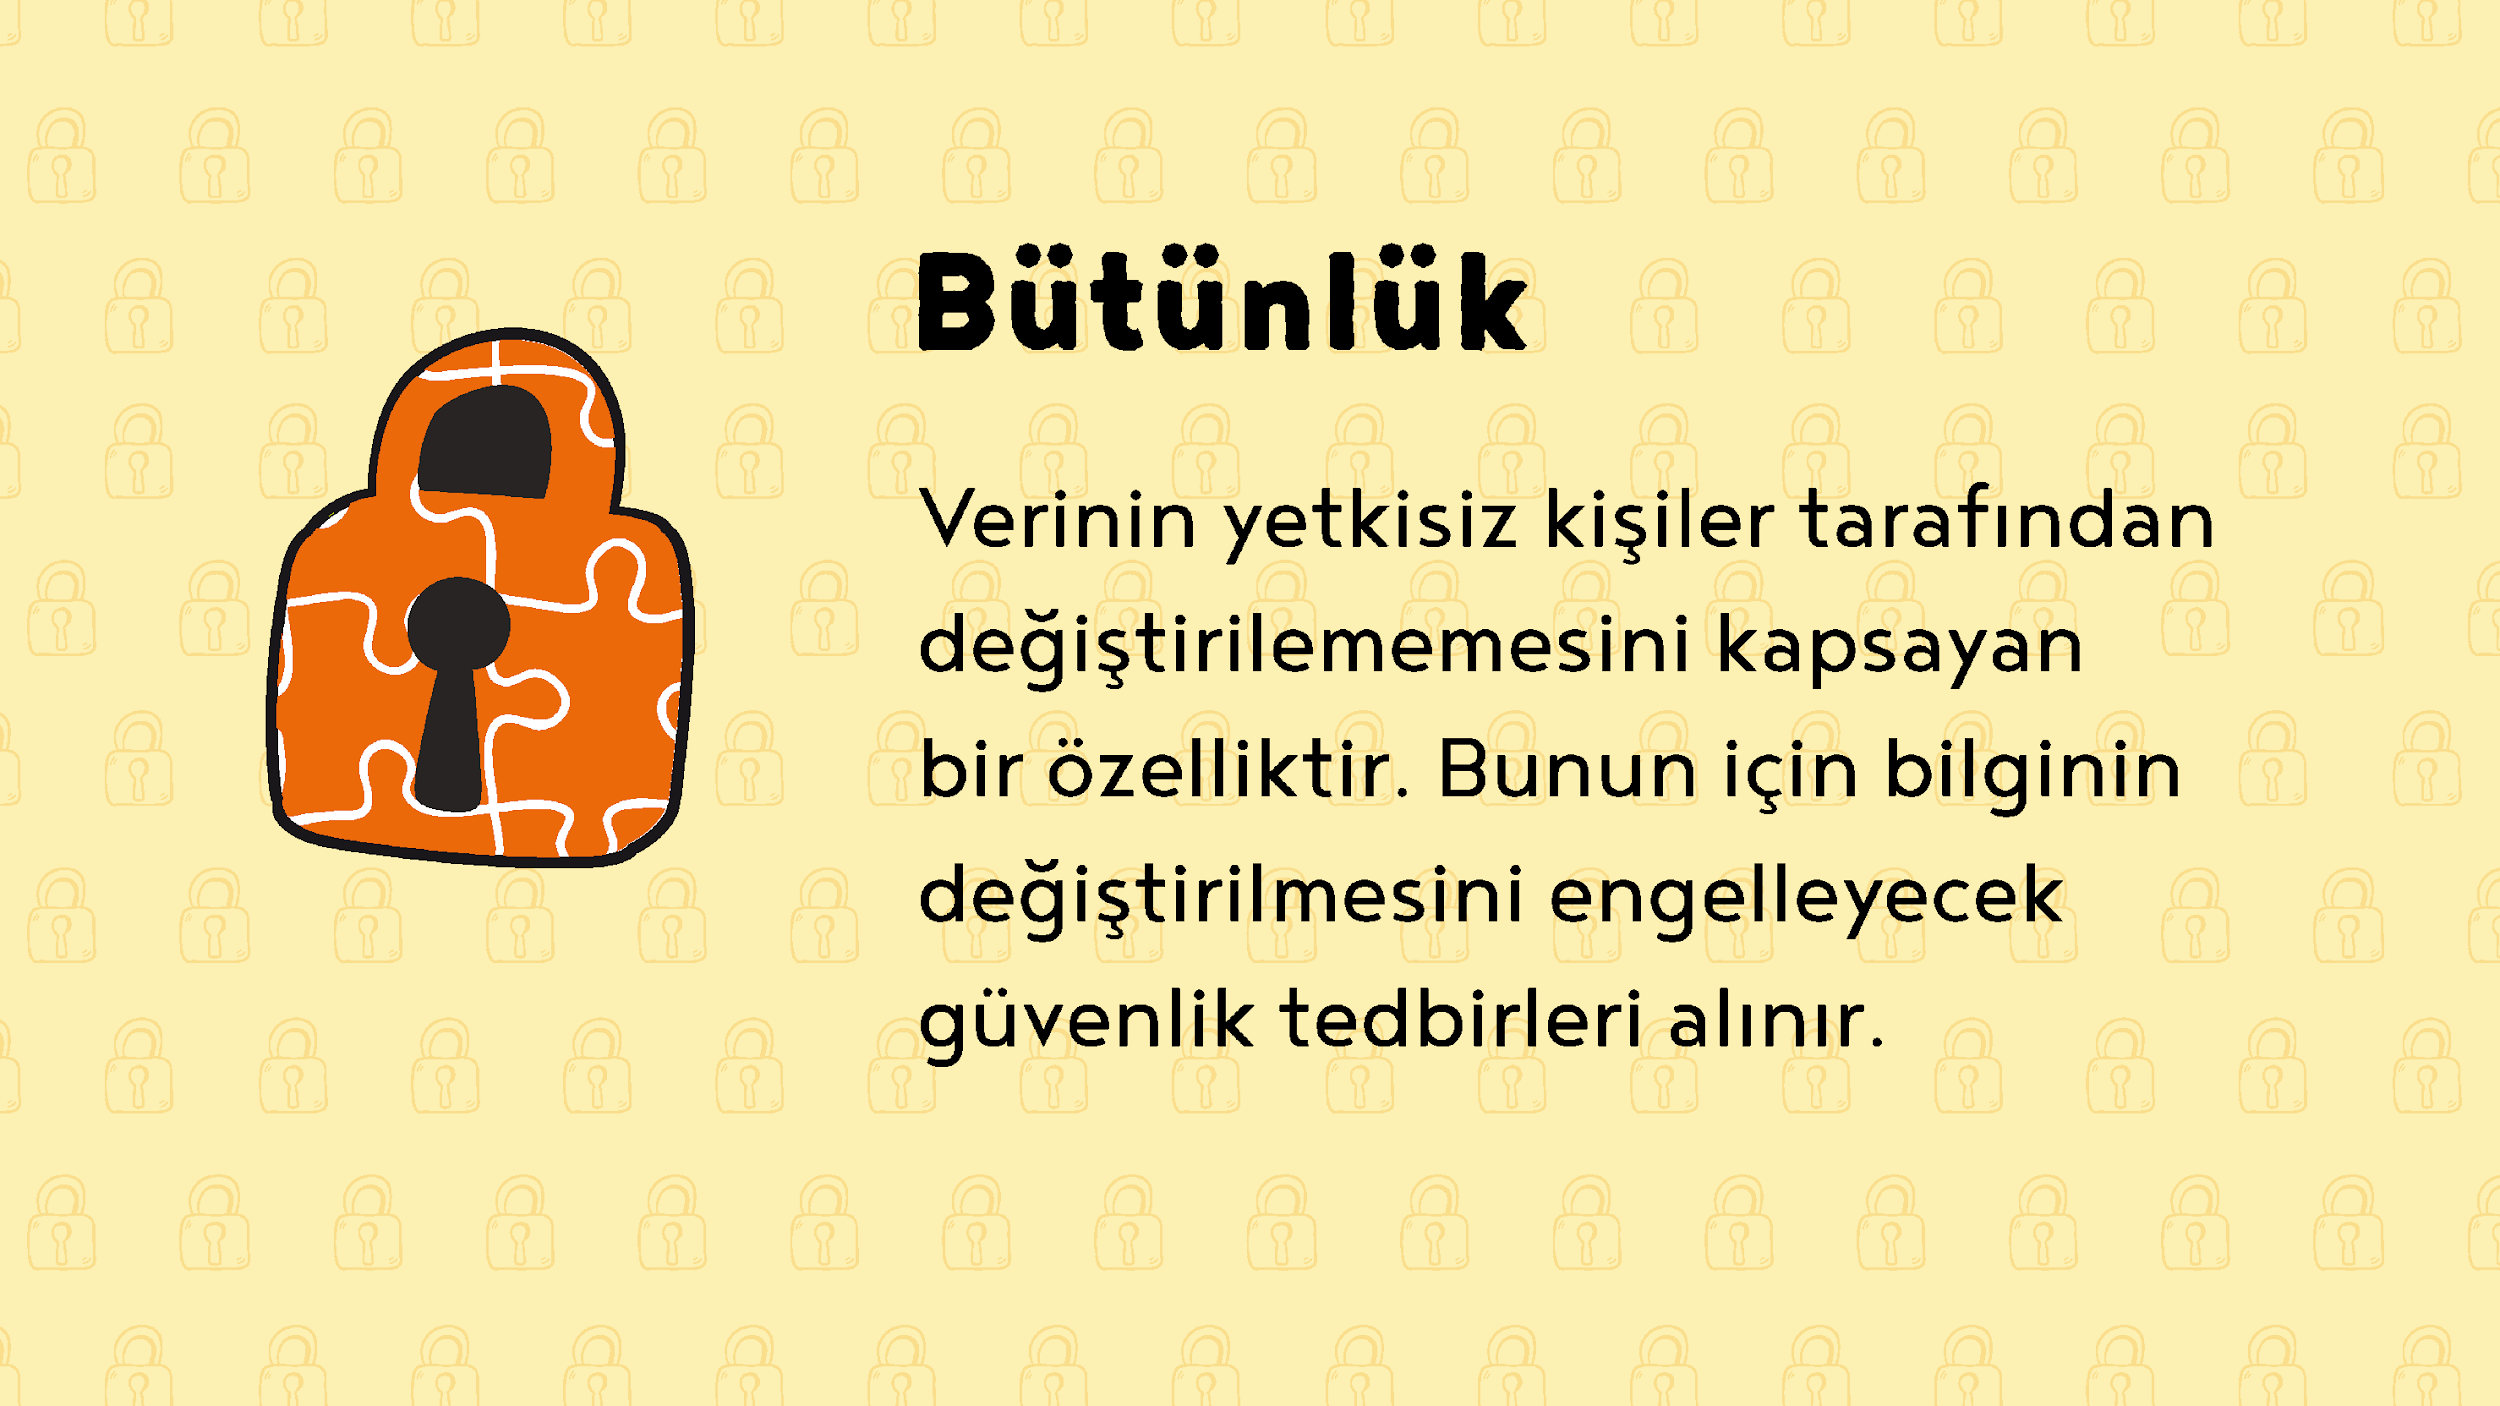 Bütünlük
Verinin yetkisiz kişiler tarafından
değiştirilememesini kapsayan
bir özelliktir. Bunun için bilginin
değiştirilmesini engelleyecek
güvenlik tedbirleri alınır.